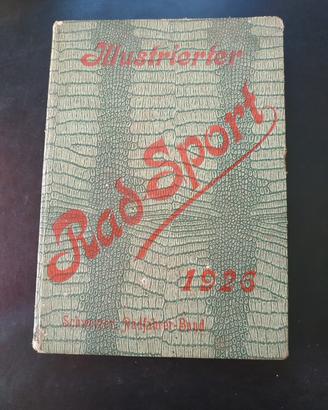 Illustrierter
Rad Sport
1926
Schweizer. Radfahrer-Bund